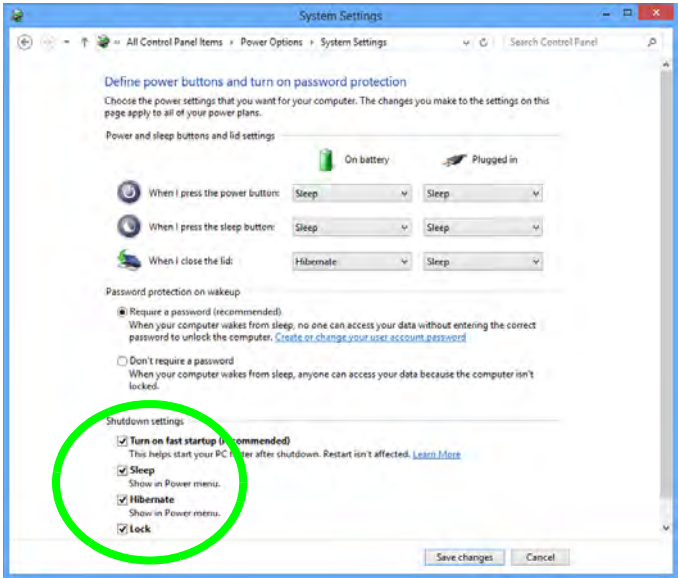 System Settings
All Control Panel Items Power Options System Settings Search Control Panel
Define power buttons and turn on password protection
Choose the power settings that you want for your computer. The changes you make to the settings on this
page apply to all of your power plans.
Power and sleep buttons and lid settings
On battery Plugged in
When I press the power button: Sleep Sleep
When I press the sleep button: Sleep Sleep
When I close the lid: Hibernate Sleep
Password protection on wakeup
Require a password (recommended)
When your computer wakes from sleep, no one can access your data without entering the correct
password to unlock the computer. Create or change your user account password
Don't require a password
When your computer wakes from sleep, anyone can access your data because the computer isn't
locked.
Shutdown settings
Turn on fast startup (recommended)
This helps start your PC faster after shutdown. Restart isn't affected. Learn More
Sleep
Show in Power menu.
Hibernate
Show in Power menu.
Lock
Save changes Cancel